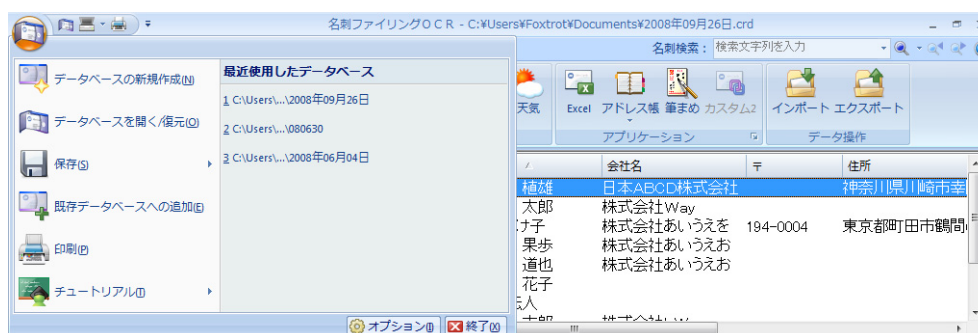 名刺ファイリングOCR - C:¥Users¥Foxtrot¥Documents¥2008年09月26日.crd
名刺検索： 検索文字列を入力
データベースの新規作成(N)
データベースを開く/復元(O)
保存(S)
既存データベースへの追加(E)
印刷(P)
チュートリアル(T)
最近使用したデータベース
1 C:\Users\...\2008年09月26日
2 C:\Users\...\080630
3 C:\Users\...\2008年06月04日
オプション(I) 終了(X)
天気 Excel アドレス帳 筆まめ カスタム2 インポート エクスポート
アプリケーション データ操作
会社名 〒 住所
植雄 日本ABCD株式会社 神奈川県川崎市幸
太郎 株式会社Way
け子 株式会社あいうえを 194-0004 東京都町田市鶴間
果歩 株式会社あいうえお
道也 株式会社あいうえお
花子
人